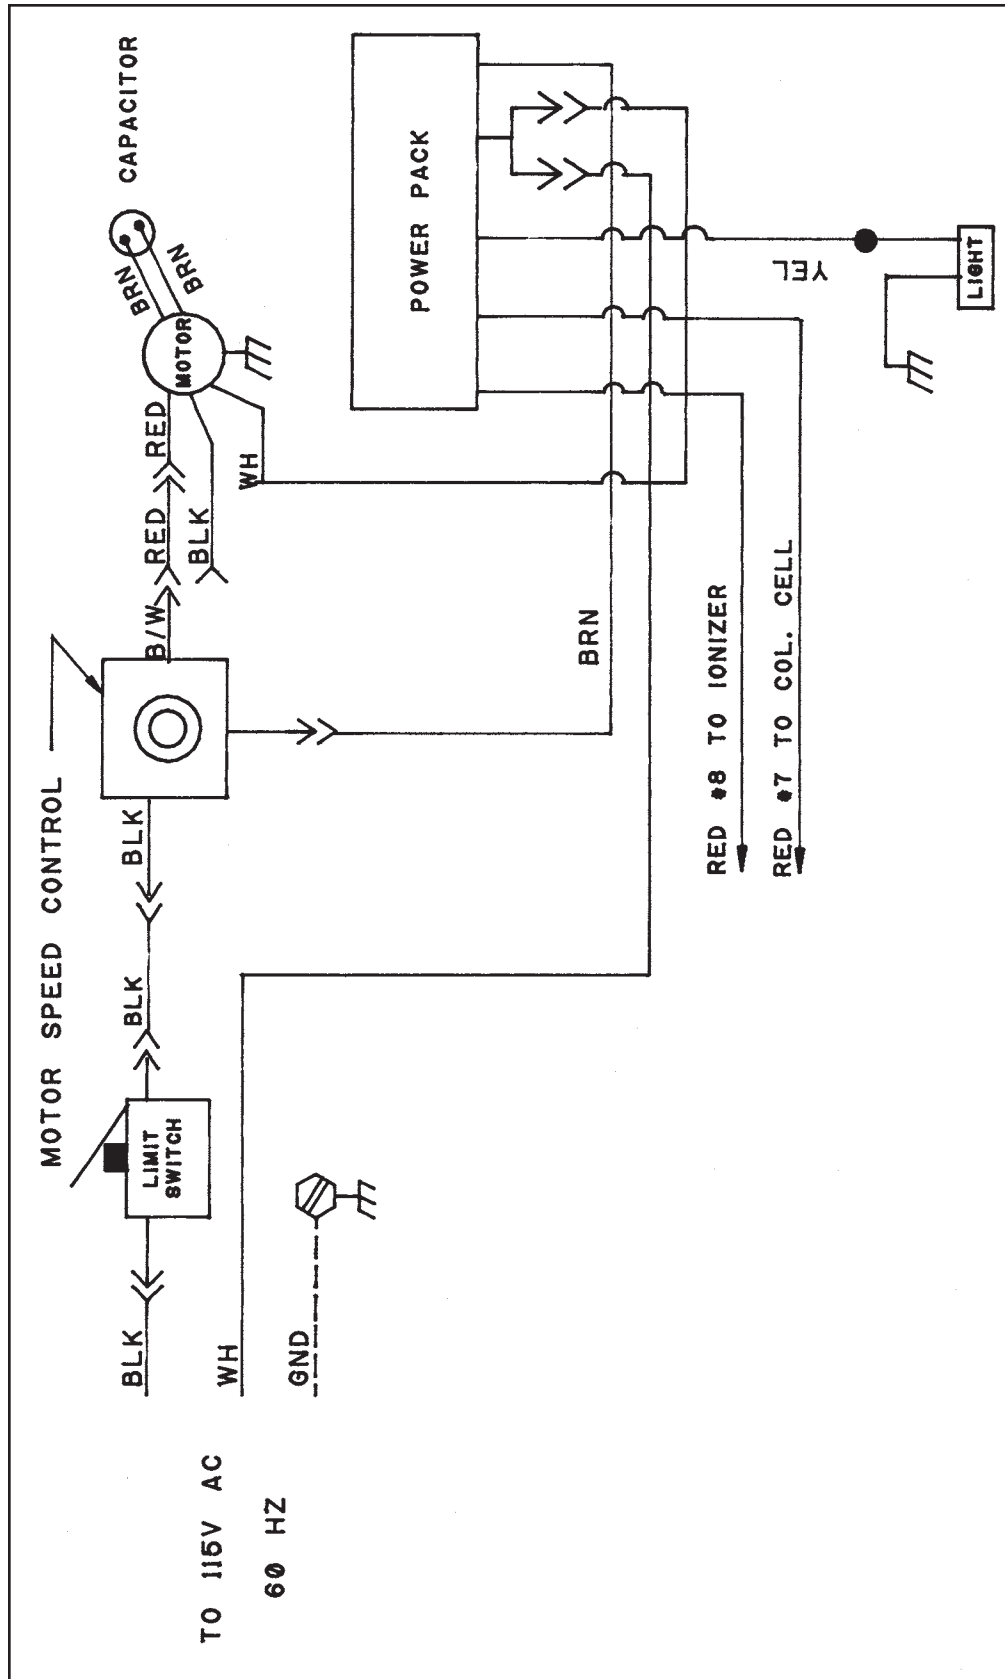 MOTOR SPEED CONTROL
CAPACITOR
BLK
LIMIT
SWITCH
BLK
BLK
B/W
RED
RED
BRN
BRN
MOTOR
BLK
WH
WH
TO 115V AC
60 HZ
GND
POWER PACK
BRN
RED #8 TO IONIZER
RED #7 TO COL. CELL
YEL
LIGHT